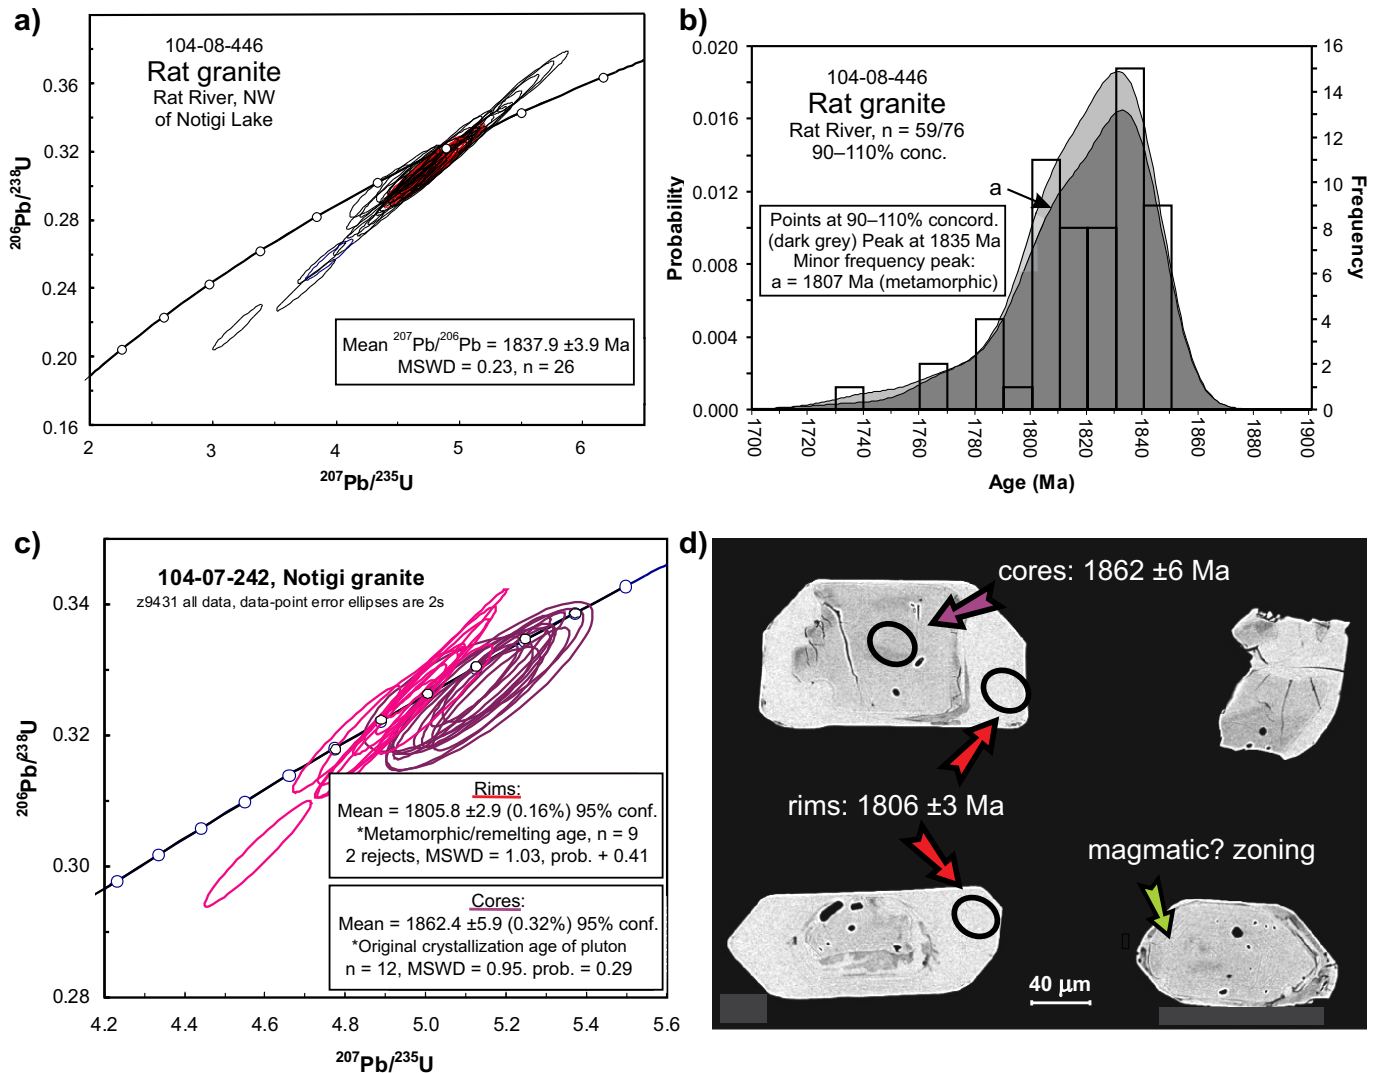 a)
104-08-446
Rat granite
Rat River, NW
of Notigi Lake
0.36
0.32
0.28
0.24
0.20
0.16
206Pb/238U
Mean 207Pb/206Pb = 1837.9 ±3.9 Ma
MSWD = 0.23, n = 26
2 3 4 5 6
207Pb/235U
b)
0.020
0.016
0.012
0.008
0.004
0.000
Probability
104-08-446
Rat granite
Rat River, n = 59/76
90–110% conc.
a
Points at 90–110% concord.
(dark grey) Peak at 1835 Ma
Minor frequency peak:
a = 1807 Ma (metamorphic)
16
14
12
10
8
6
4
2
0
Frequency
1700 1720 1740 1760 1780 1800 1820 1840 1860 1880 1900
Age (Ma)
c)
104-07-242, Notigi granite
z9431 all data, data-point error ellipses are 2s
0.34
0.32
0.30
0.28
206Pb/238U
Rims:
Mean = 1805.8 ±2.9 (0.16%) 95% conf.
*Metamorphic/remelting age, n = 9
2 rejects, MSWD = 1.03, prob. + 0.41
Cores:
Mean = 1862.4 ±5.9 (0.32%) 95% conf.
*Original crystallization age of pluton
n = 12, MSWD = 0.95. prob. = 0.29
4.2 4.4 4.6 4.8 5.0 5.2 5.4 5.6
207Pb/235U
d)
cores: 1862 ±6 Ma
rims: 1806 ±3 Ma
magmatic? zoning
40 µm